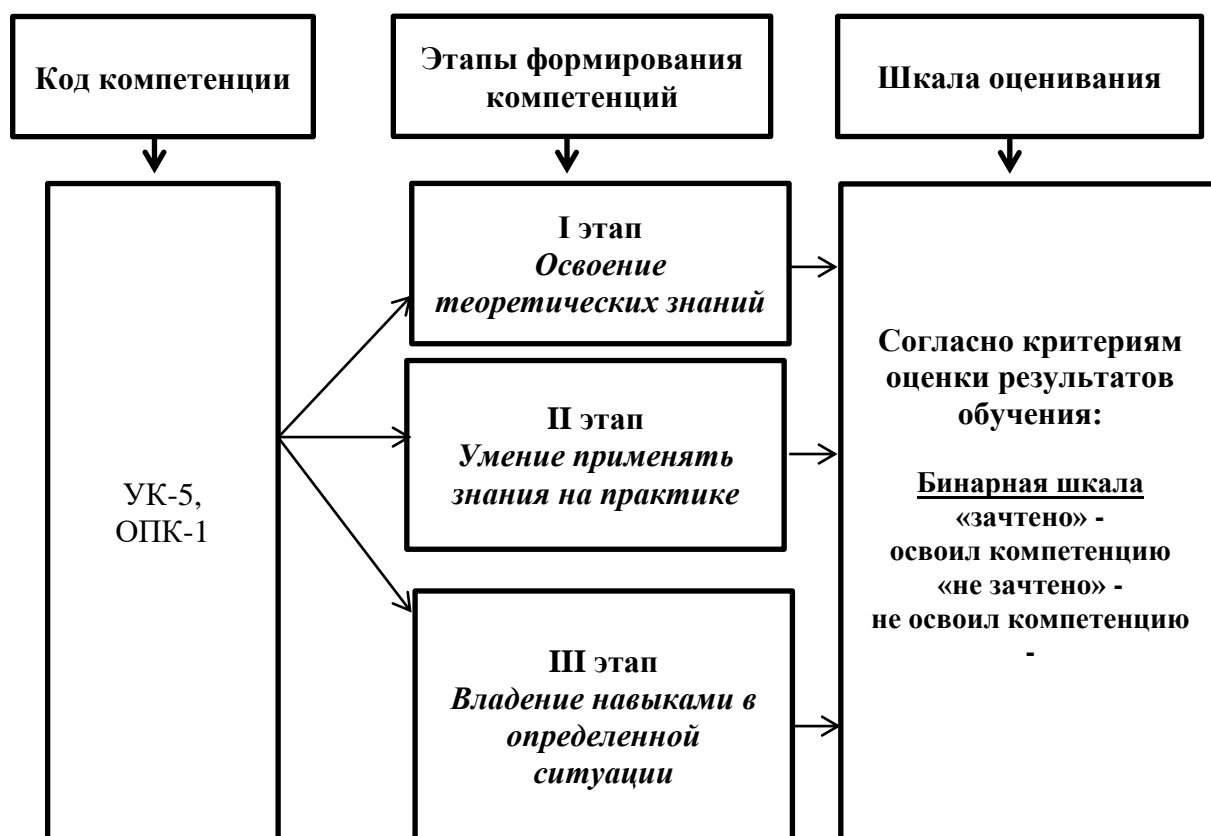 Код компетенции
Этапы формирования
компетенций
Шкала оценивания
УК-5,
ОПК-1
I этап
Освоение
теоретических знаний
II этап
Умение применять
знания на практике
III этап
Владение навыками в
определенной
ситуации
Согласно критериям
оценки результатов
обучения:
Бинарная шкала
«зачтено» -
освоил компетенцию
«не зачтено» -
не освоил компетенцию
-